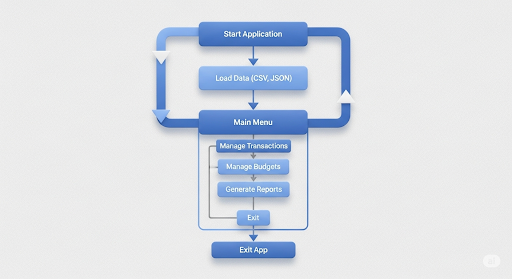 Start Application
Load Data (CSV, JSON)
Main Menu
Manage Transactions
Manage Budgets
Generate Reports
Exit
Exit App